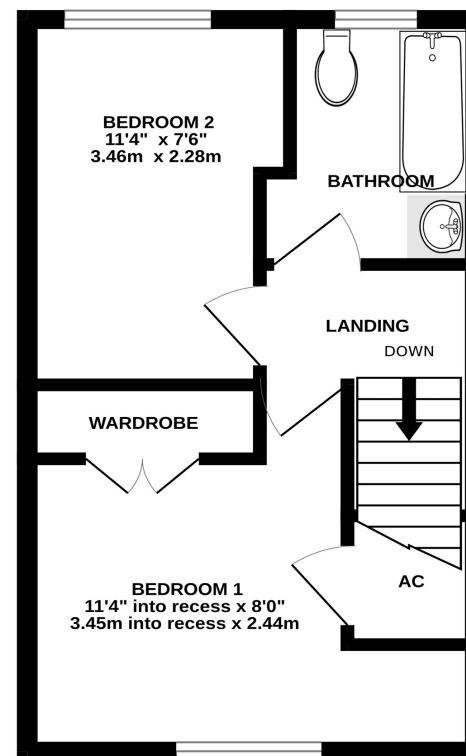 BEDROOM 2
11'4"  x 7'6"
3.46m  x 2.28m
BATHROOM
LANDING
DOWN
WARDROBE
AC
BEDROOM 1
11'4" into recess x 8'0"
3.45m into recess x 2.44m